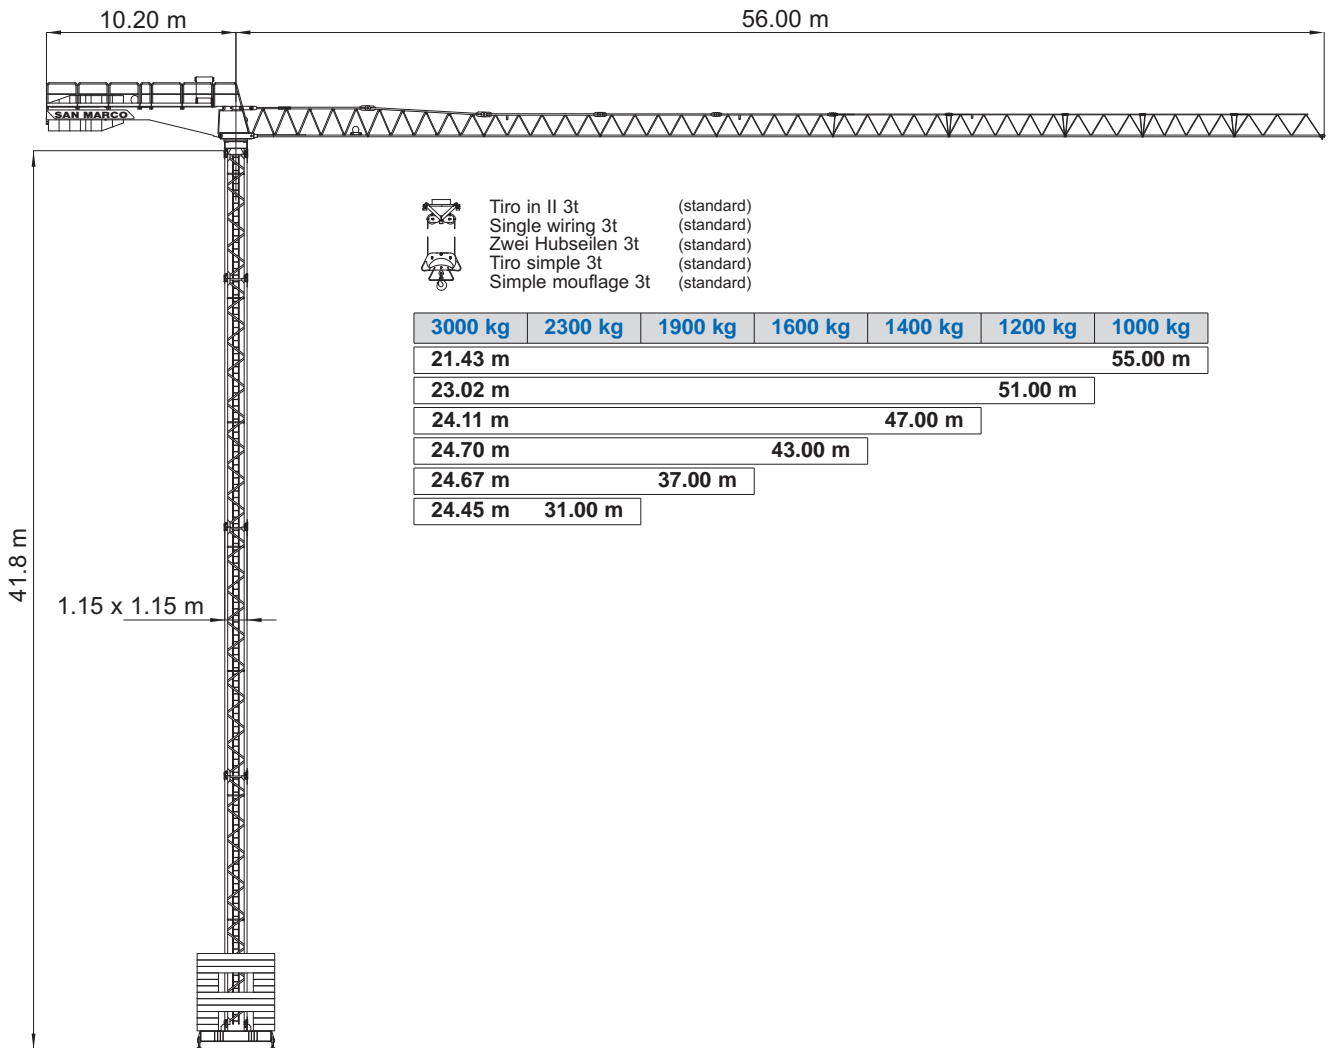 10.20 m 56.00 m
SAN MARCO
Tiro in II 3t (standard)
Single wiring 3t (standard)
Zwei Hubseilen 3t (standard)
Tiro simple 3t (standard)
Simple mouflage 3t (standard)
3000 kg 2300 kg 1900 kg 1600 kg 1400 kg 1200 kg 1000 kg
21.43 m 55.00 m
23.02 m 51.00 m
24.11 m 47.00 m
24.70 m 43.00 m
24.67 m 37.00 m
24.45 m 31.00 m
41.8 m
1.15 x 1.15 m